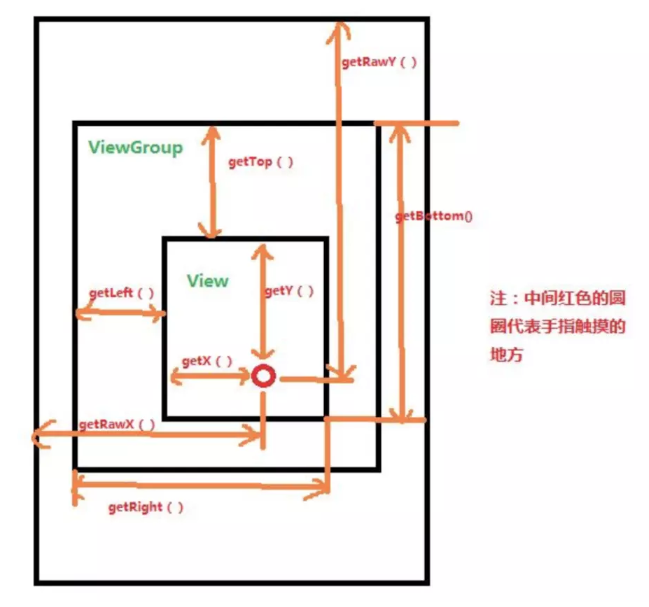 getRawY ( )
ViewGroup
getTop ( )
getBottom()
View
getLeft ( )
getY ( )
注：中间红色的圆
圈代表手指触摸的
地方
getX ( )
getRawX ( )
getRight ( )